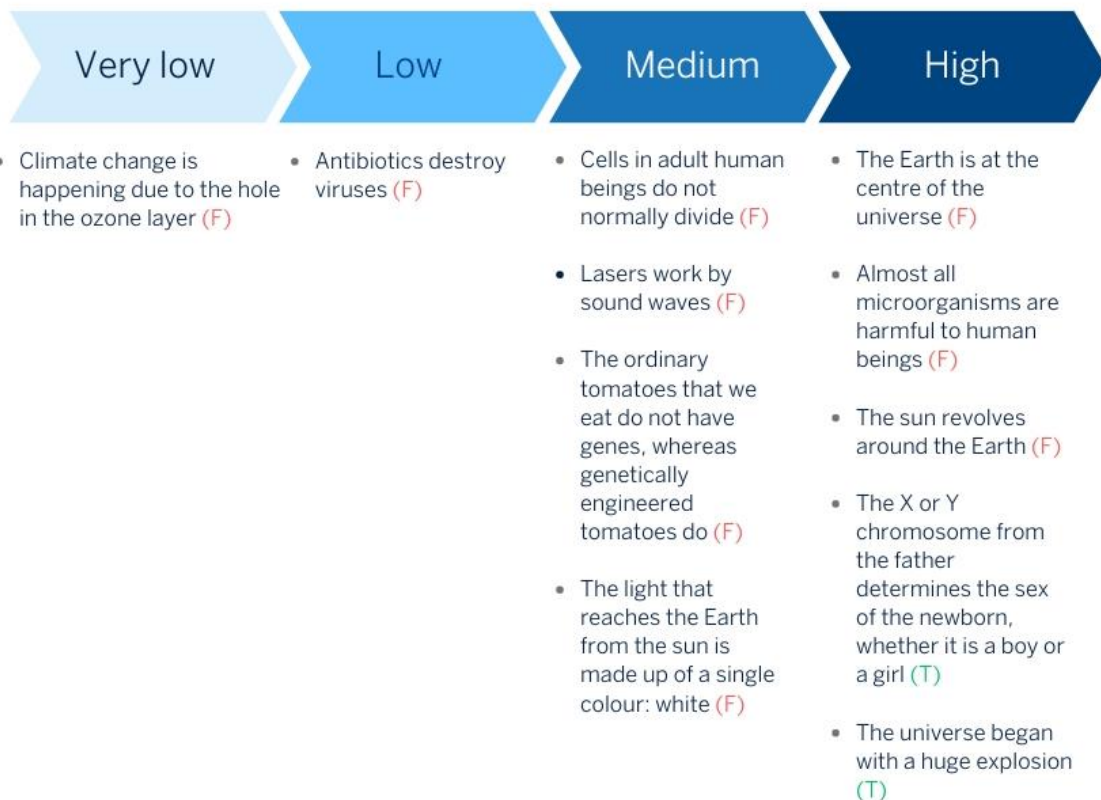 Very low
Low
Medium
High
• Climate change is
happening due to the hole
in the ozone layer (F)
• Antibiotics destroy
viruses (F)
• Cells in adult human
beings do not
normally divide (F)
• Lasers work by
sound waves (F)
• The ordinary
tomatoes that we
eat do not have
genes, whereas
genetically
engineered
tomatoes do (F)
• The light that
reaches the Earth
from the sun is
made up of a single
colour: white (F)
• The Earth is at the
centre of the
universe (F)
• Almost all
microorganisms are
harmful to human
beings (F)
• The sun revolves
around the Earth (F)
• The X or Y
chromosome from
the father
determines the sex
of the newborn,
whether it is a boy or
a girl (T)
• The universe began
with a huge explosion
(T)